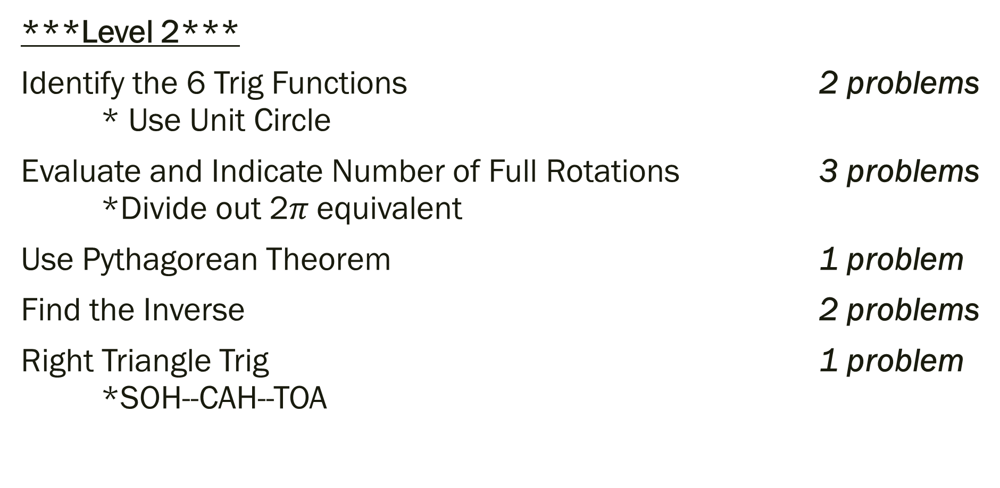 ***Level 2***
Identify the 6 Trig Functions 2 problems
* Use Unit Circle
Evaluate and Indicate Number of Full Rotations 3 problems
*Divide out 2π equivalent
Use Pythagorean Theorem 1 problem
Find the Inverse 2 problems
Right Triangle Trig 1 problem
*SOH--CAH--TOA